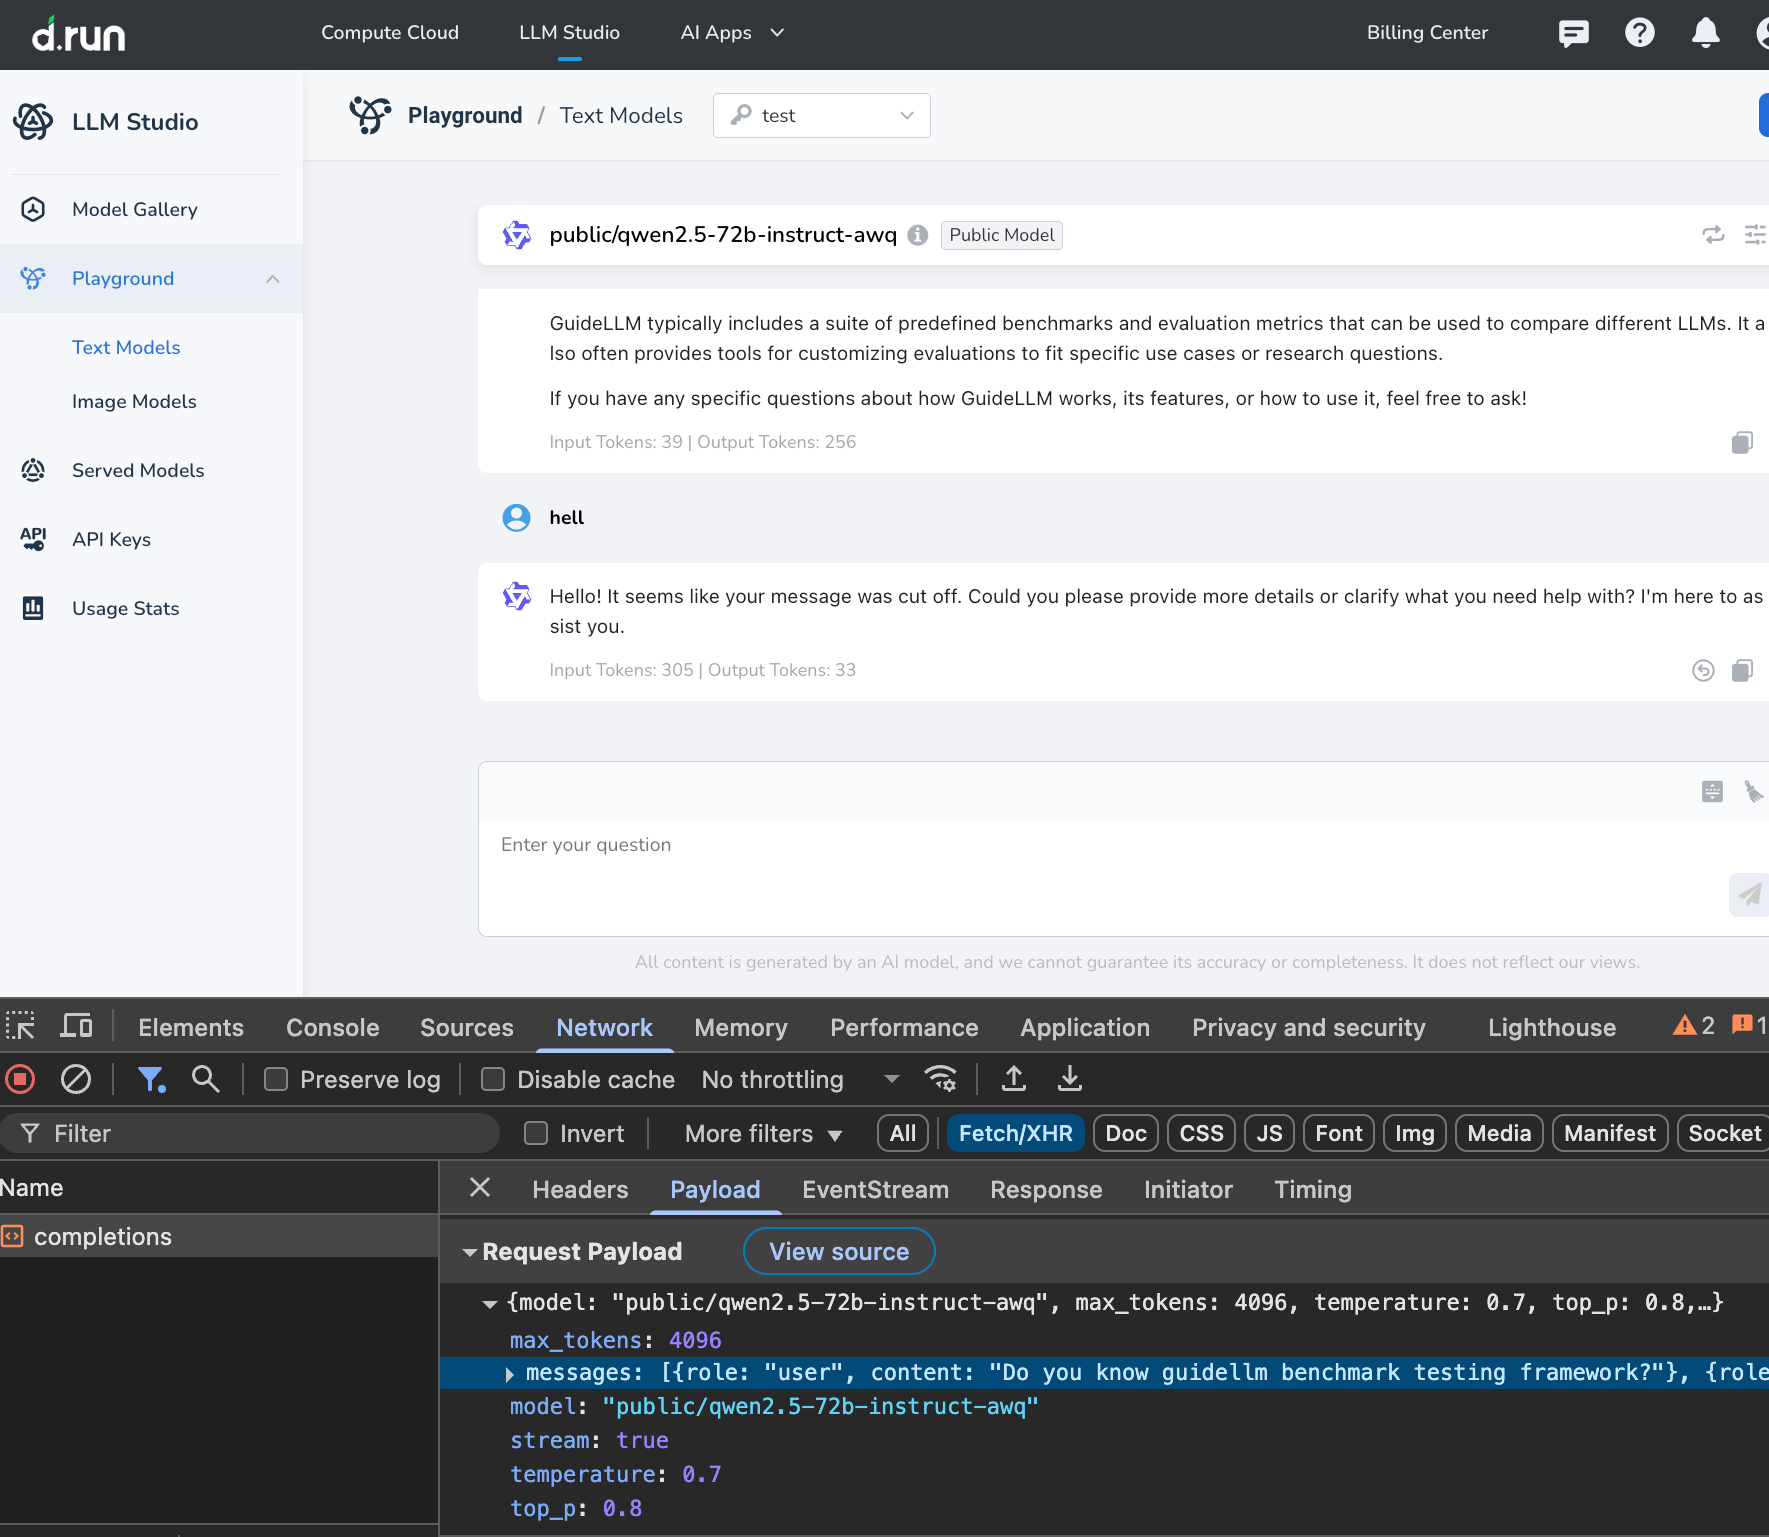 d.run
Compute Cloud
LLM Studio
AI Apps
Billing Center
LLM Studio
Playground / Text Models
test
Model Gallery
Playground
Text Models
Image Models
Served Models
API Keys
Usage Stats
public/qwen2.5-72b-instruct-awq
Public Model
GuideLLM typically includes a suite of predefined benchmarks and evaluation metrics that can be used to compare different LLMs. It a
lso often provides tools for customizing evaluations to fit specific use cases or research questions.
If you have any specific questions about how GuideLLM works, its features, or how to use it, feel free to ask!
Input Tokens: 39 | Output Tokens: 256
hell
Hello! It seems like your message was cut off. Could you please provide more details or clarify what you need help with? I'm here to as
sist you.
Input Tokens: 305 | Output Tokens: 33
Enter your question
All content is generated by an AI model, and we cannot guarantee its accuracy or completeness. It does not reflect our views.
Elements Console Sources Network Memory Performance Application Privacy and security Lighthouse 2 1
Preserve log Disable cache No throttling
Filter Invert More filters All Fetch/XHR Doc CSS JS Font Img Media Manifest Socket
Name
completions
Headers Payload EventStream Response Initiator Timing
Request Payload View source
{model: "public/qwen2.5-72b-instruct-awq", max_tokens: 4096, temperature: 0.7, top_p: 0.8,…}
max_tokens: 4096
messages: [{role: "user", content: "Do you know guidellm benchmark testing framework?"}, {role
model: "public/qwen2.5-72b-instruct-awq"
stream: true
temperature: 0.7
top_p: 0.8